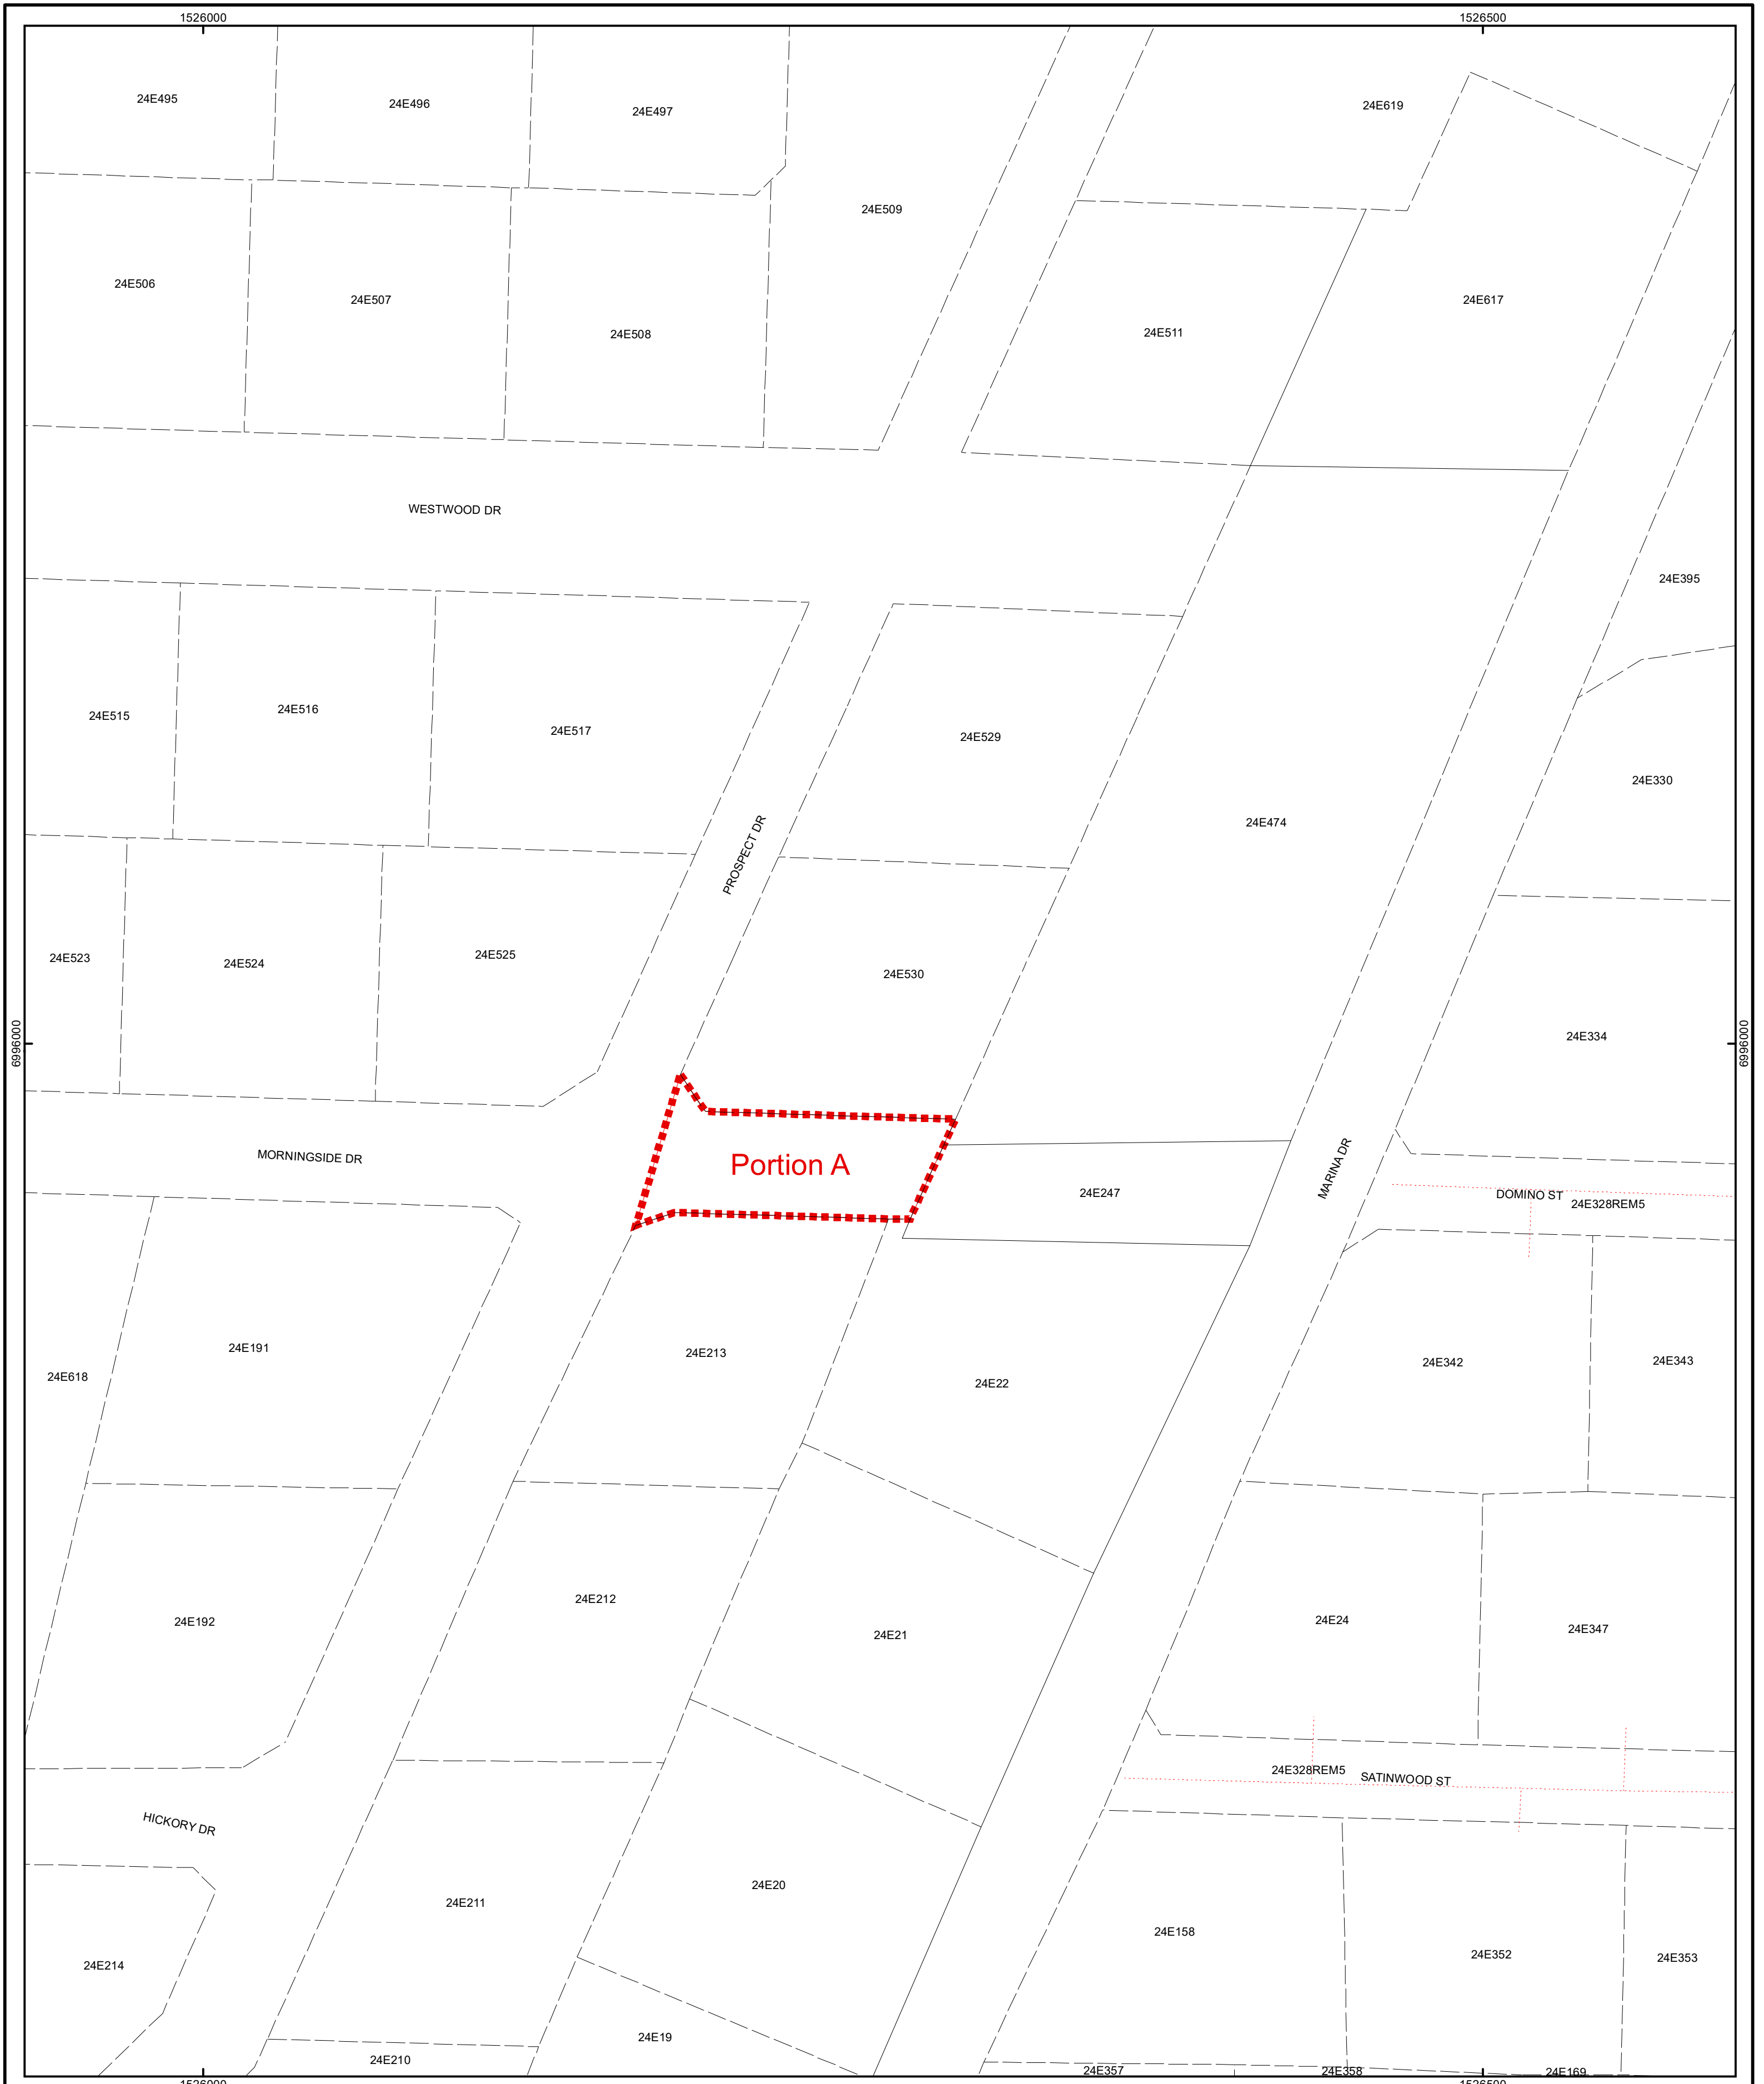 1526000
1526500
24E495
24E496
24E497
24E619
24E509
24E506
24E507
24E508
24E511
24E617
WESTWOOD DR
24E395
24E515
24E516
24E517
24E529
24E330
PROSPECT DR
24E474
24E523
24E524
24E525
24E530
6996000
6996000
24E334
MORNINGSIDE DR
Portion A
24E247
MARINA DR
DOMINO ST
24E328REM5
24E191
24E213
24E618
24E22
24E342
24E343
24E192
24E212
24E21
24E24
24E347
24E328REM5
SATINWOOD ST
HICKORY DR
24E211
24E20
24E158
24E214
24E352
24E353
24E19
24E210
24E357
24E358
24E169
1526000
1526500